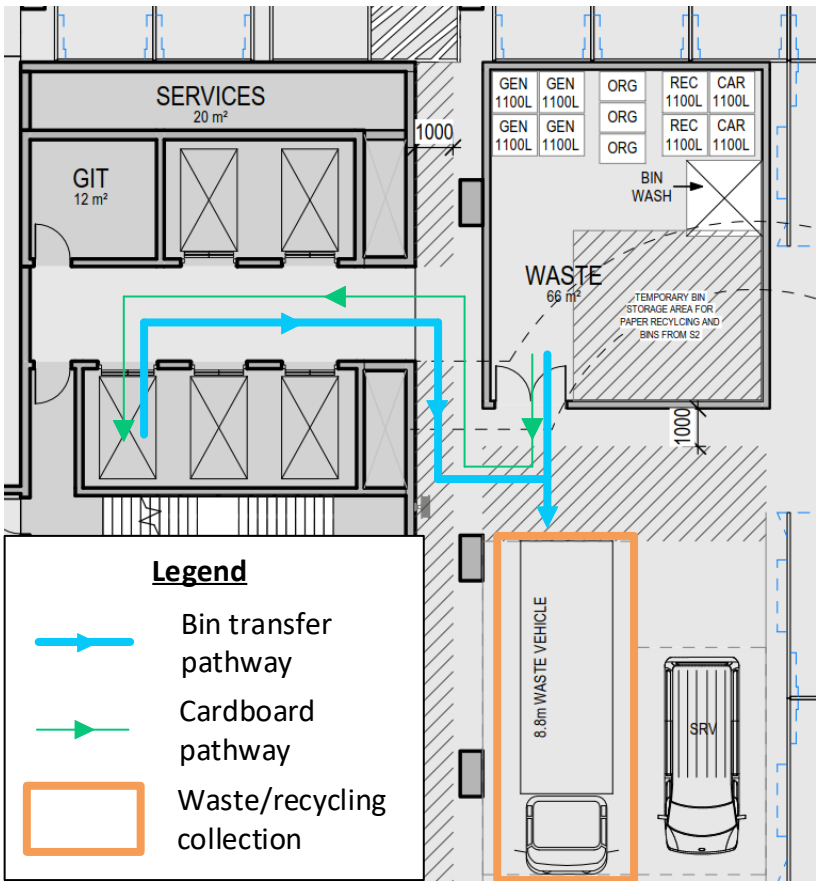 SERVICES
20 m²
1000
GIT
12 m²
GEN
1100L
GEN
1100L
ORG
REC
1100L
CAR
1100L
GEN
1100L
GEN
1100L
ORG
REC
1100L
CAR
1100L
ORG
BIN
WASH
WASTE
66 m²
TEMPORARY BIN
STORAGE AREA FOR
PAPER RECYLCING AND
BINS FROM S2
1000
8.8m WASTE VEHICLE
SRV
Legend
Bin transfer
pathway
Cardboard
pathway
Waste/recycling
collection